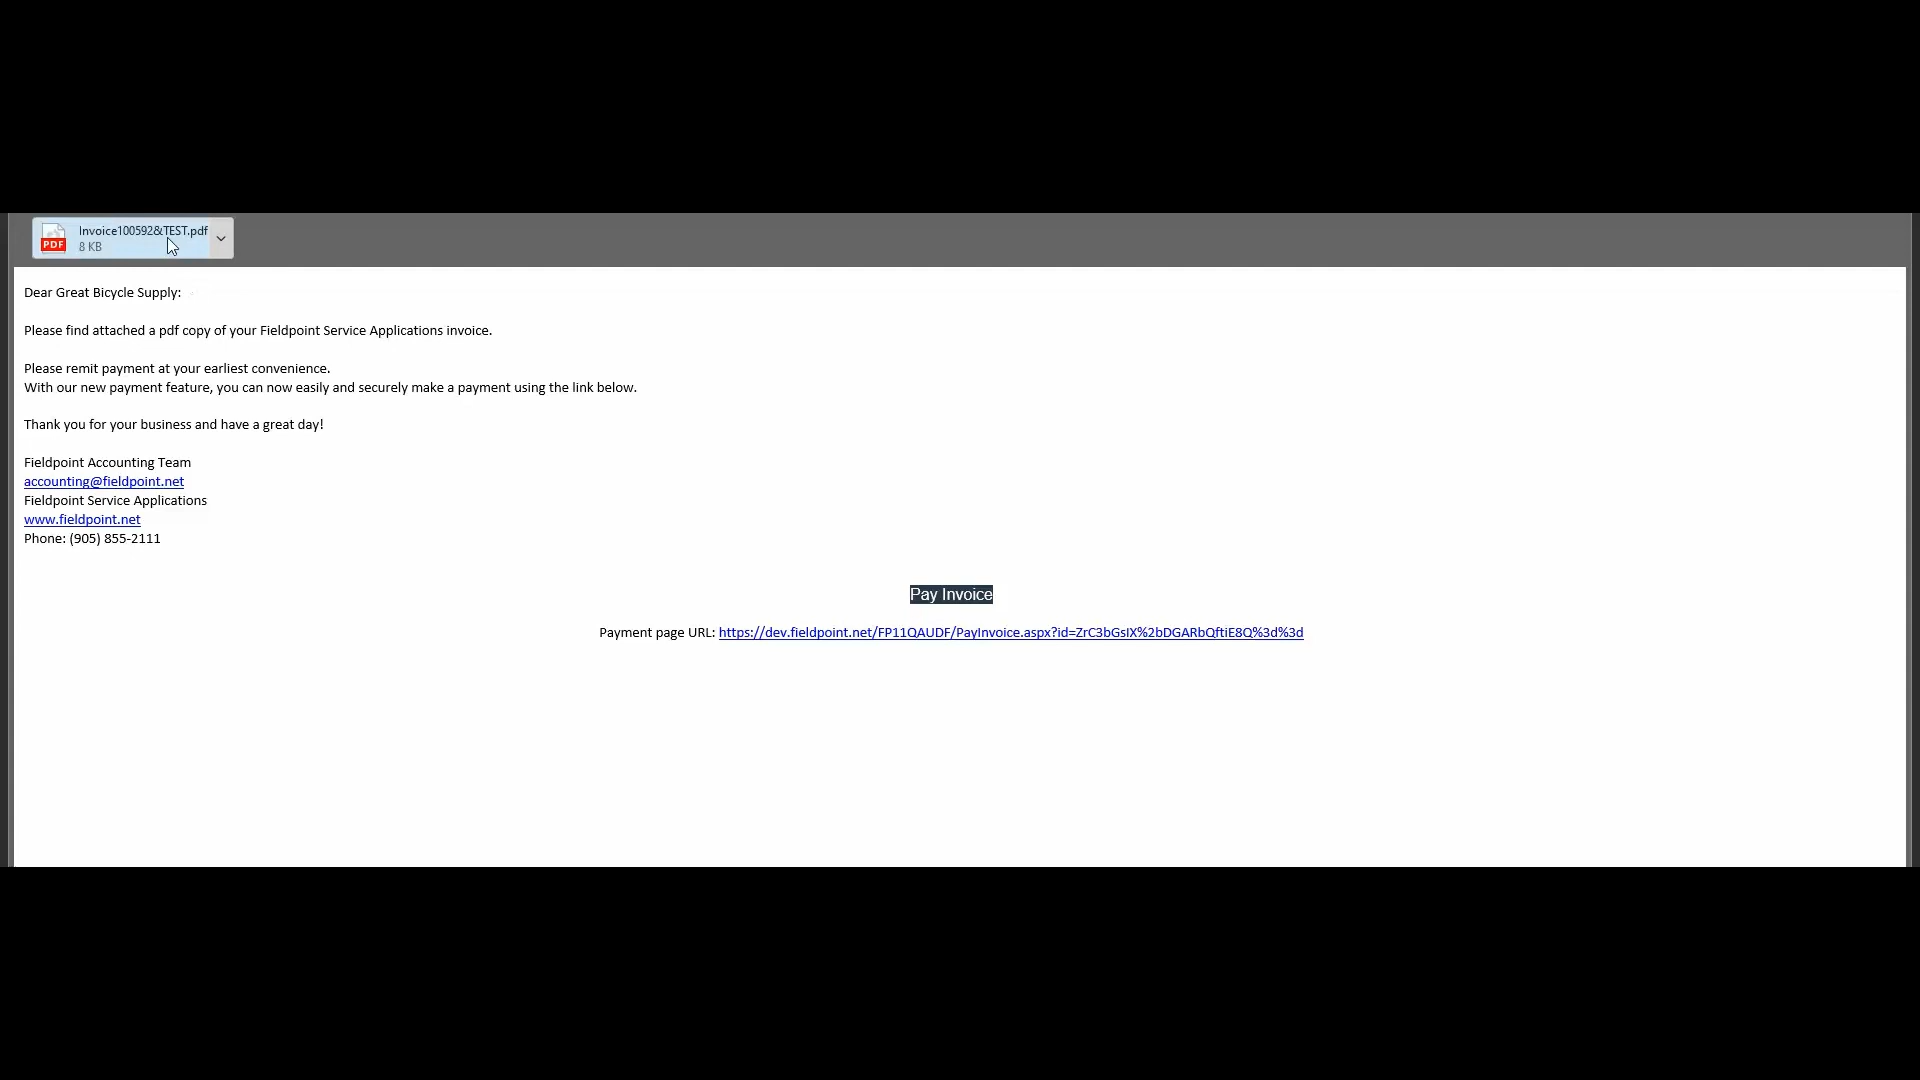 Invoice100592&TEST.pdf
PDF
8 KB
Dear Great Bicycle Supply:
Please find attached a pdf copy of your Fieldpoint Service Applications invoice.
Please remit payment at your earliest convenience.
With our new payment feature, you can now easily and securely make a payment using the link below.
Thank you for your business and have a great day!
Fieldpoint Accounting Team
accounting@fieldpoint.net
Fieldpoint Service Applications
www.fieldpoint.net
Phone: (905) 855-2111
Pay Invoice
Payment page URL: https://dev.fieldpoint.net/FP11QAUDF/PayInvoice.aspx?id=ZrC3bGsIX%2bDGARbQftiE8Q%3d%3d